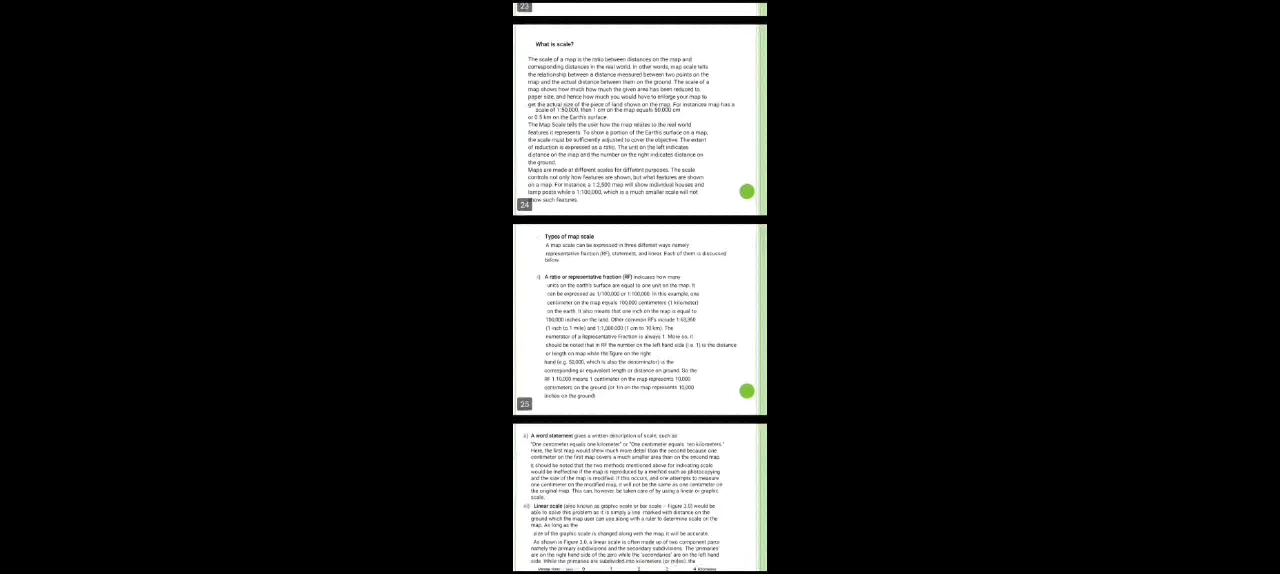 23
What is scale?
The scale of a map is the ratio between distances on the map and
corresponding distances in the real world. In other words, map scale tells
the relationship between a distance measured between two points on the
map and the actual distance between them on the ground. The scale of a
map shows how much how much the given area has been reduced to
paper size, and hence how much you would have to enlarge your map to
get the actual size of the piece of land shown on the map. For instances map has a
scale of 1:50,000, then 1 cm on the map equals 50,000 cm
or 0.5 km on the Earth's surface.
The Map Scale tells the user how the map relates to the real world
features it represents. To show a portion of the Earth's surface on a map,
the scale must be sufficiently adjusted to cover the objective. The extent
of reduction is expressed as a ratio. The unit on the left indicates
distance on the map and the number on the right indicates distance on
the ground.
Maps are made at different scales for different purposes. The scale
controls not only how features are shown, but what features are shown
on a map. For instance, a 1:2,500 map will show individual houses and
lamp posts while a 1:100,000, which is a much smaller scale will not
show such features.
24
Types of map scale
A map scale can be expressed in three different ways namely
representative fraction (RF), statement, and linear. Each of them is discussed
below
i) A ratio or representative fraction (RF) indicates how many
units on the earth's surface are equal to one unit on the map. It
can be expressed as 1/100,000 or 1:100,000. In this example, one
centimeter on the map equals 100,000 centimeters (1 kilometer)
on the earth. It also means that one inch on the map is equal to
100,000 inches on the land. Other common RFs include 1:63,360
(1 inch to 1 mile) and 1:1,000,000 (1 cm to 10 km). The
numerator of a Representative Fraction is always 1. More so, it
should be noted that in RF the number on the left hand side (i.e. 1) is the distance
or length on map while the figure on the right
hand (e.g. 50,000, which is also the denominator) is the
corresponding or equivalent length or distance on ground. So the
RF 1:10,000 means 1 centimeter on the map represents 10,000
centimeters on the ground (or 1in on the map represents 10,000
inches on the ground)
25
ii) A word statement gives a written description of scale, such as
"One centimeter equals one kilometer" or "One centimeter equals ten kilometers."
Here, the first map would show much more detail than the second because one
centimeter on the first map covers a much smaller area than on the second map.
It should be noted that the two methods mentioned above for indicating scale
would be ineffective if the map is reproduced by a method such as photocopying
and the size of the map is modified. If this occurs, and one attempts to measure
one centimeter on the modified map, it will not be the same as one centimeter on
the original map. This can, however, be taken care of by using a linear or graphic
scale.
iii) Linear scale (also known as graphic scale or bar scale – Figure 3.0) would be
able to solve this problem as it is simply a line marked with distance on the
ground which the map user can use along with a ruler to determine scale on the
map. As long as the
size of the graphic scale is changed along with the map, it will be accurate.
As shown in Figure 3.0, a linear scale is often made up of two component parts
namely the primary subdivisions and the secondary subdivisions. The 'primaries'
are on the right hand side of the zero while the 'secondaries' are on the left hand
side. While the primaries are subdivided into kilometers (or miles), the
0 1 2 3 4 Kilometres